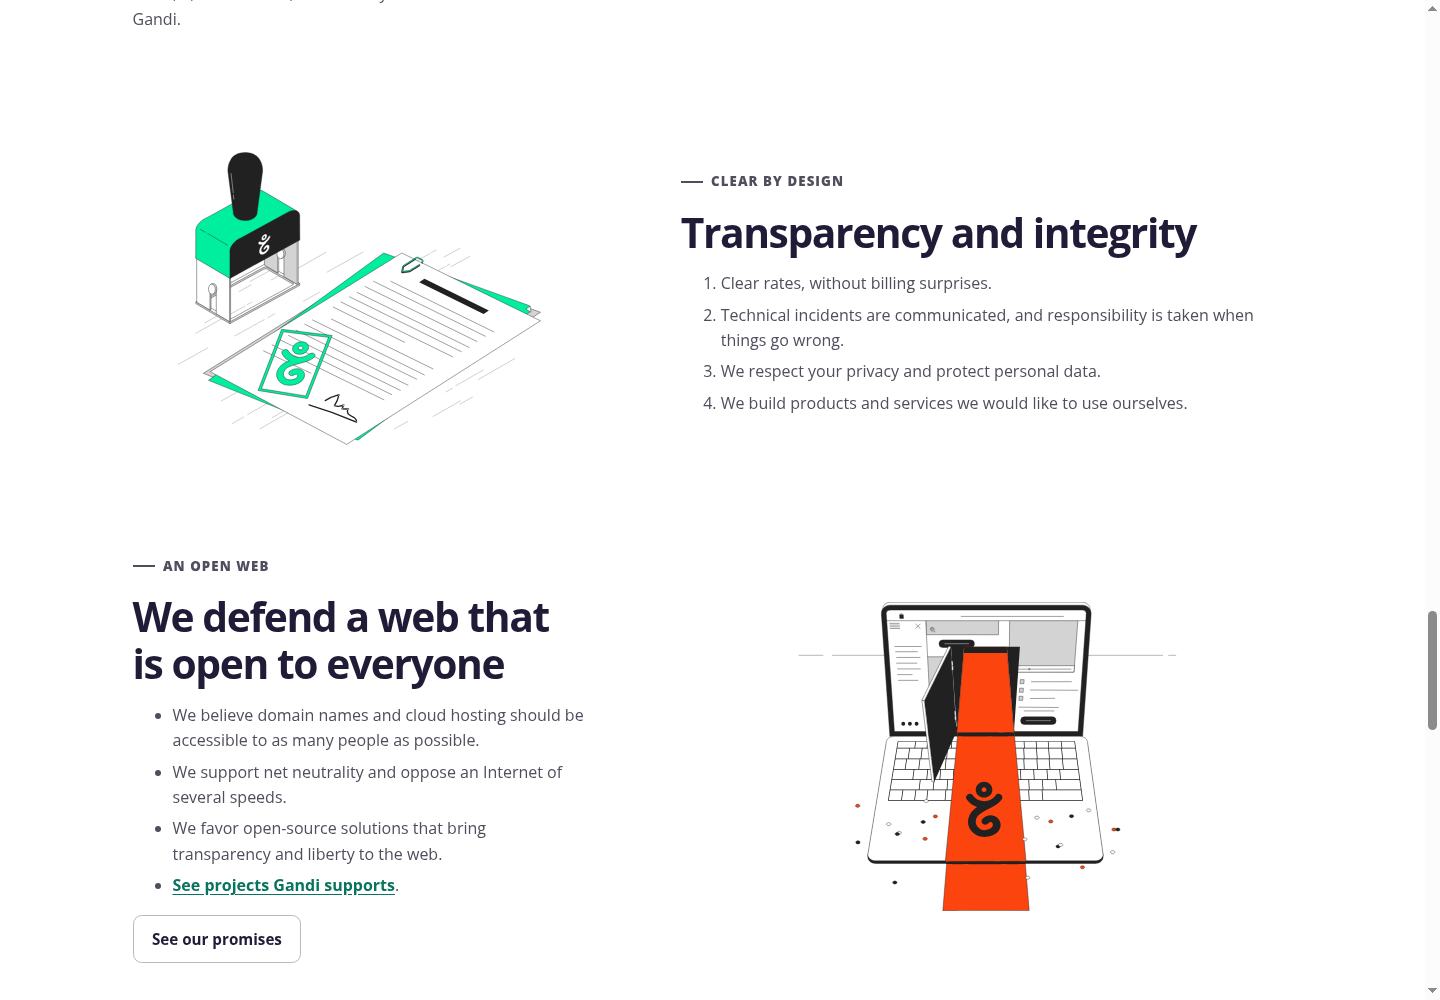 Gandi.
CLEAR BY DESIGN
Transparency and integrity
1. Clear rates, without billing surprises.
2. Technical incidents are communicated, and responsibility is taken when
things go wrong.
3. We respect your privacy and protect personal data.
4. We build products and services we would like to use ourselves.
AN OPEN WEB
We defend a web that
is open to everyone
We believe domain names and cloud hosting should be
accessible to as many people as possible.
We support net neutrality and oppose an Internet of
several speeds.
We favor open-source solutions that bring
transparency and liberty to the web.
See projects Gandi supports.
See our promises